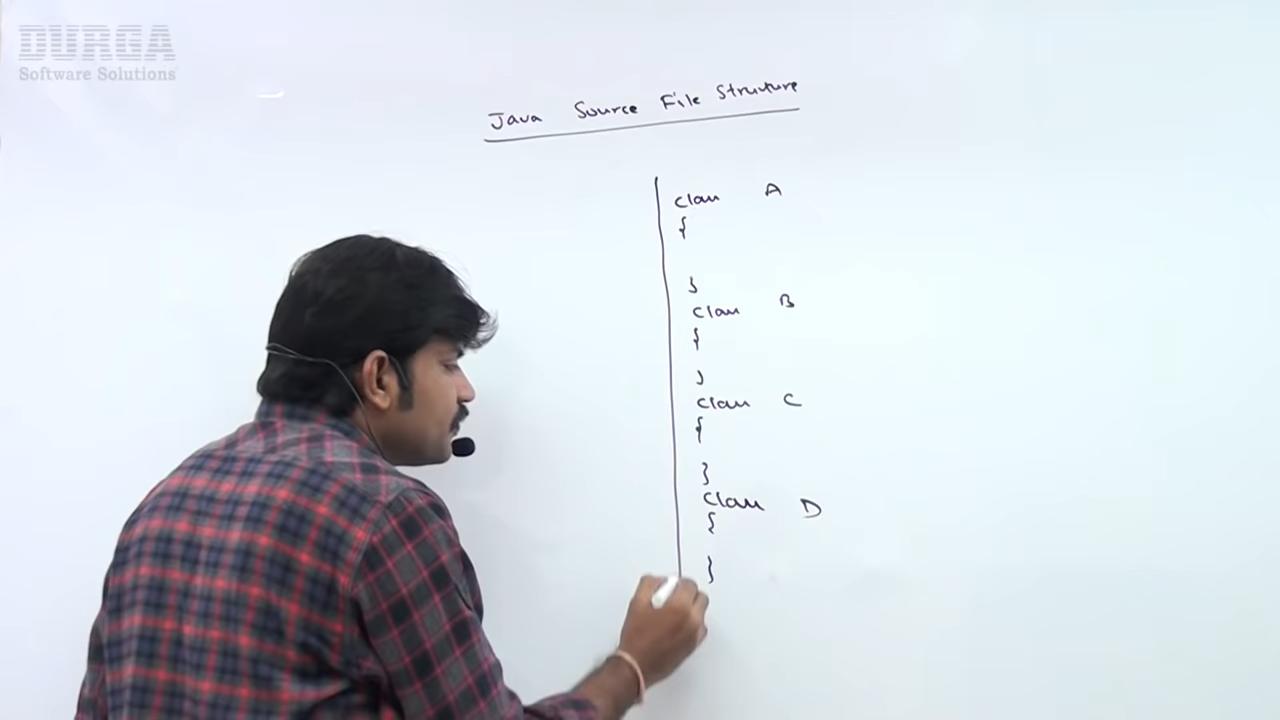 DURGA
Software Solutions
Java Source File Structure
class A
{
}
class B
{
}
class C
{
}
class D
{
}